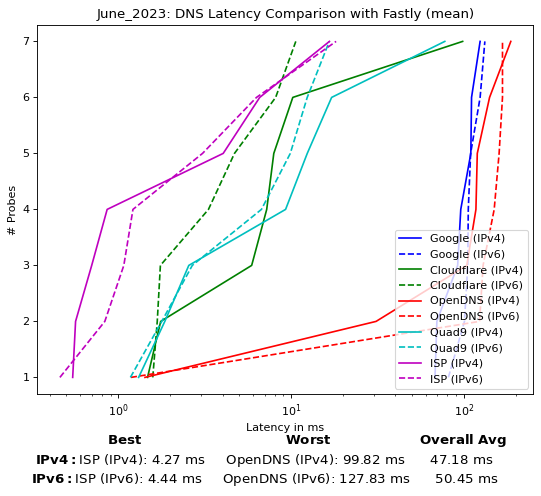 June_2023: DNS Latency Comparison with Fastly (mean)
7
6
5
4
3
2
1
# Probes
Google (IPv4)
Google (IPv6)
Cloudflare (IPv4)
Cloudflare (IPv6)
OpenDNS (IPv4)
OpenDNS (IPv6)
Quad9 (IPv4)
Quad9 (IPv6)
ISP (IPv4)
ISP (IPv6)
10⁰ 10¹ 10²
Latency in ms
Best Worst Overall Avg
IPv4: ISP (IPv4): 4.27 ms OpenDNS (IPv4): 99.82 ms 47.18 ms
IPv6: ISP (IPv6): 4.44 ms OpenDNS (IPv6): 127.83 ms 50.45 ms